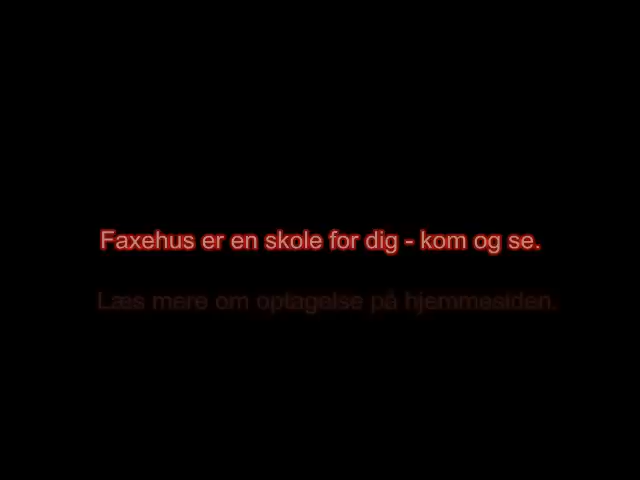 Faxehus er en skole for dig - kom og se.
Læs mere om optagelse på hjemmesiden.